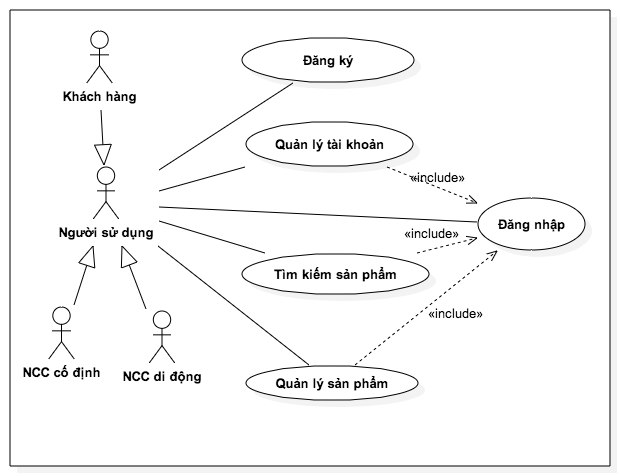 Đăng ký
Khách hàng
Quản lý tài khoản
«include»
Người sử dụng
Đăng nhập
«include»
Tìm kiếm sản phẩm
«include»
NCC cố định
NCC di động
Quản lý sản phẩm